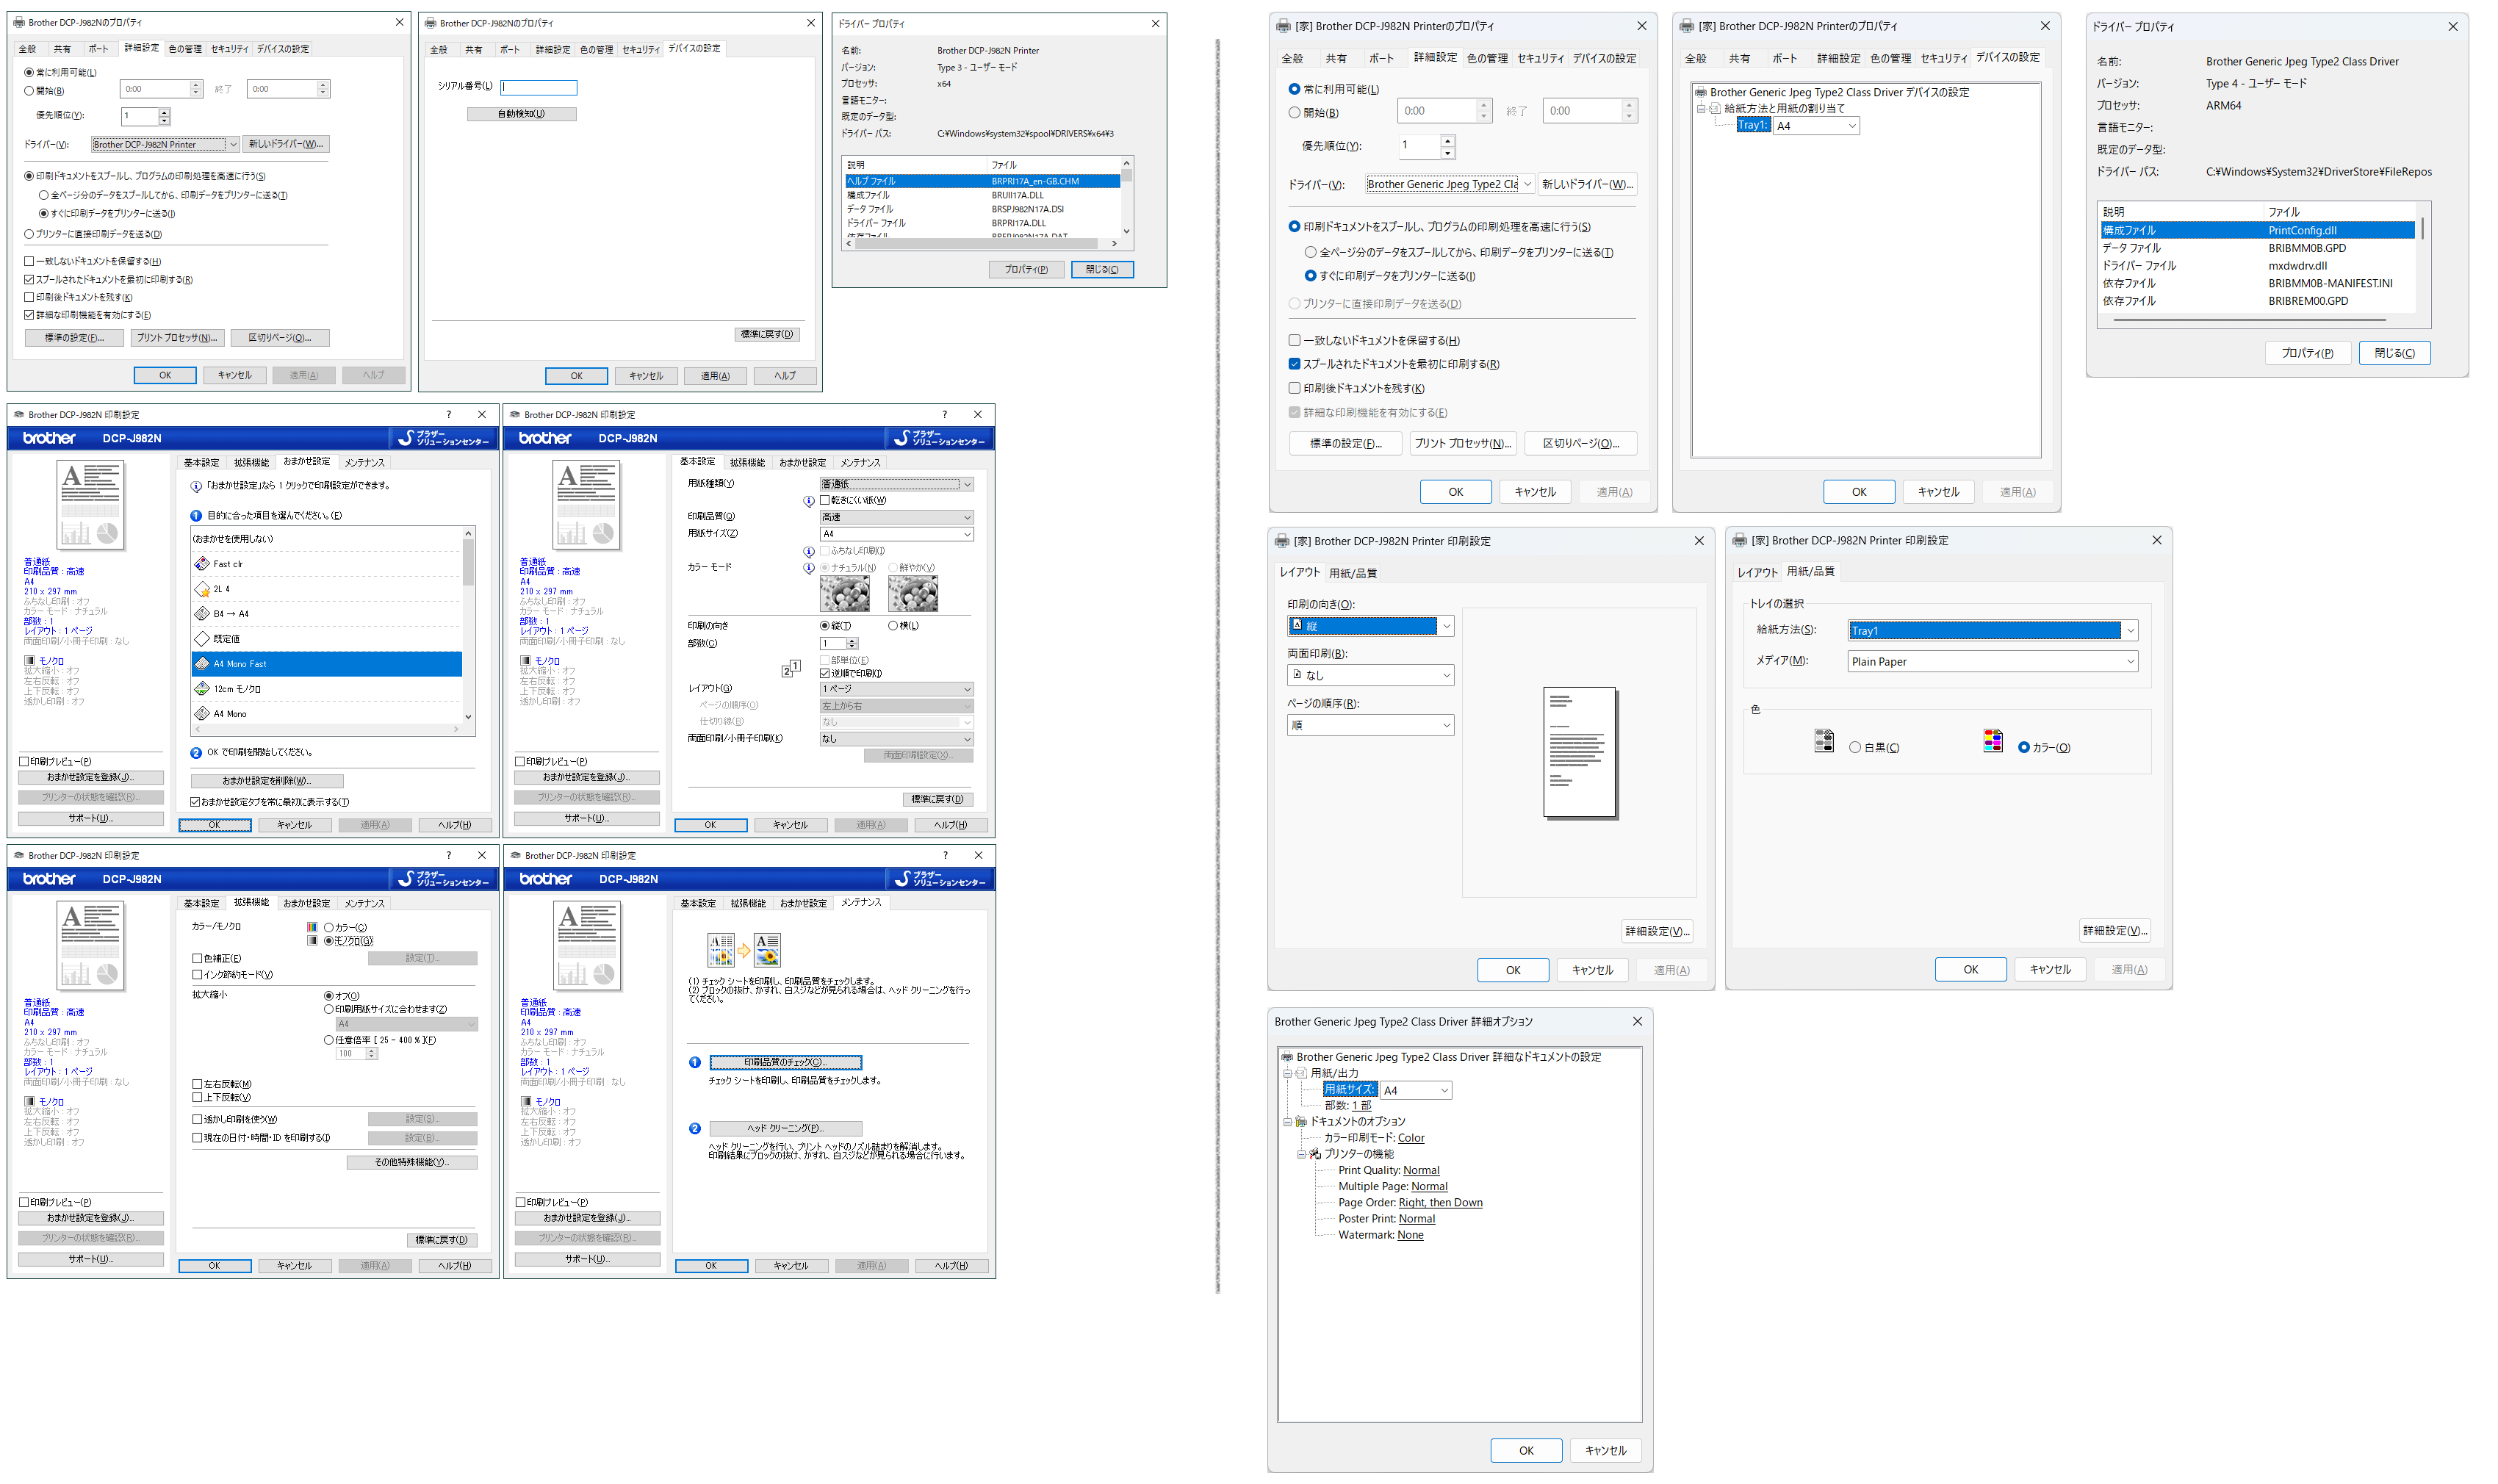 Brother DCP-J982Nのプロパティ
全般 共有 ポート 詳細設定 色の管理 セキュリティ デバイスの設定
常に利用可能(L)
開始(B) 0:00 終了 0:00
優先順位(Y): 1
ドライバー(V): Brother DCP-J982N Printer 新しいドライバー(W)...
印刷ドキュメントをスプールし、プログラムの印刷処理を高速に行う(S)
全ページ分のデータをスプールしてから、印刷データをプリンターに送る(T)
すぐに印刷データをプリンターに送る(I)
プリンターに直接印刷データを送る(D)
一致しないドキュメントを保留する(H)
スプールされたドキュメントを最初に印刷する(R)
印刷後ドキュメントを残す(K)
詳細な印刷機能を有効にする(E)
標準の設定(F)... プリント プロセッサ(N)... 区切りページ(O)...
OK キャンセル 適用(A) ヘルプ
Brother DCP-J982Nのプロパティ
全般 共有 ポート 詳細設定 色の管理 セキュリティ デバイスの設定
シリアル番号(L)
自動検知(U)
標準に戻す(D)
OK キャンセル 適用(A) ヘルプ
ドライバー プロパティ
名前: Brother DCP-J982N Printer
バージョン: Type 3 - ユーザー モード
プロセッサ: x64
言語モニター:
既定のデータ型:
ドライバー パス: C:¥Windows¥system32¥spool¥DRIVERS¥x64¥3
説明 ファイル
ヘルプ ファイル BRPRI17A_en-GB.CHM
構成ファイル BRUII17A.DLL
データ ファイル BRSPJ982N17A.DSI
ドライバー ファイル BRPRI17A.DLL
プロパティ(P) 閉じる(C)
Brother DCP-J982N 印刷設定
brother DCP-J982N ブラザー ソリューションセンター
基本設定 拡張機能 おまかせ設定 メンテナンス
「おまかせ設定」なら 1 クリックで印刷設定ができます。
1 目的に合った項目を選んでください。(E)
(おまかせを使用しない)
Fast clr
2L 4
B4 → A4
既定値
A4 Mono Fast
12cm モノクロ
A4 Mono
2 OK で印刷を開始してください。
おまかせ設定を削除(W)...
おまかせ設定タブを常に最初に表示する(T)
普通紙
印刷品質 : 高速
A4
210 x 297 mm
ふちなし印刷 : オフ
カラー モード : ナチュラル
部数 : 1
レイアウト : 1 ページ
両面印刷/小冊子印刷 : なし
モノクロ
拡大縮小 : オフ
左右反転 : オフ
上下反転 : オフ
透かし印刷 : オフ
印刷プレビュー(P)
おまかせ設定を登録(J)...
プリンターの状態を確認(R)...
サポート(U)...
OK キャンセル 適用(A) ヘルプ(H)
Brother DCP-J982N 印刷設定
brother DCP-J982N ブラザー ソリューションセンター
基本設定 拡張機能 おまかせ設定 メンテナンス
用紙種類(Y) 普通紙
乾きにくい紙(W)
印刷品質(Q) 高速
用紙サイズ(Z) A4
ふちなし印刷(I)
カラー モード ナチュラル(N) 鮮やか(V)
印刷の向き 縦(T) 横(L)
部数(C) 1
部単位(E)
逆順で印刷(I)
レイアウト(G) 1 ページ
ページの順序(O) 左上から右
仕切り線(B) なし
両面印刷/小冊子印刷(K) なし
両面印刷設定(X)...
標準に戻す(D)
普通紙
印刷品質 : 高速
A4
210 x 297 mm
ふちなし印刷 : オフ
カラー モード : ナチュラル
部数 : 1
レイアウト : 1 ページ
両面印刷/小冊子印刷 : なし
モノクロ
拡大縮小 : オフ
左右反転 : オフ
上下反転 : オフ
透かし印刷 : オフ
印刷プレビュー(P)
おまかせ設定を登録(J)...
プリンターの状態を確認(R)...
サポート(U)...
OK キャンセル 適用(A) ヘルプ(H)
Brother DCP-J982N 印刷設定
brother DCP-J982N ブラザー ソリューションセンター
基本設定 拡張機能 おまかせ設定 メンテナンス
カラー/モノクロ カラー(C)
モノクロ(G)
色補正(E) 設定(T)...
インク節約モード(V)
拡大縮小 オフ(O)
印刷用紙サイズに合わせます(Z)
A4
任意倍率 [ 25 - 400 % ](F)
100
左右反転(M)
上下反転(V)
透かし印刷を使う(W) 設定(S)...
現在の日付・時間・ID を印刷する(I) 設定(B)...
その他特殊機能(Y)...
標準に戻す(D)
普通紙
印刷品質 : 高速
A4
210 x 297 mm
ふちなし印刷 : オフ
カラー モード : ナチュラル
部数 : 1
レイアウト : 1 ページ
両面印刷/小冊子印刷 : なし
モノクロ
拡大縮小 : オフ
左右反転 : オフ
上下反転 : オフ
透かし印刷 : オフ
印刷プレビュー(P)
おまかせ設定を登録(J)...
プリンターの状態を確認(R)...
サポート(U)...
OK キャンセル 適用(A) ヘルプ(H)
Brother DCP-J982N 印刷設定
brother DCP-J982N ブラザー ソリューションセンター
基本設定 拡張機能 おまかせ設定 メンテナンス
(1) チェック シートを印刷し、印刷品質をチェックします。
(2) ブロックの抜け、かすれ、白スジなどが見られる場合は、ヘッド クリーニングを行っ
てください。
1 印刷品質のチェック(C)...
チェック シートを印刷し、印刷品質をチェックします。
2 ヘッド クリーニング(P)...
ヘッド クリーニングを行い、プリント ヘッドのノズル詰まりを解消します。
印刷結果にブロックの抜け、かすれ、白スジなどが見られる場合に行います。
普通紙
印刷品質 : 高速
A4
210 x 297 mm
ふちなし印刷 : オフ
カラー モード : ナチュラル
部数 : 1
レイアウト : 1 ページ
両面印刷/小冊子印刷 : なし
モノクロ
拡大縮小 : オフ
左右反転 : オフ
上下反転 : オフ
透かし印刷 : オフ
印刷プレビュー(P)
おまかせ設定を登録(J)...
プリンターの状態を確認(R)...
サポート(U)...
OK キャンセル 適用(A) ヘルプ(H)
[家] Brother DCP-J982N Printerのプロパティ
全般 共有 ポート 詳細設定 色の管理 セキュリティ デバイスの設定
常に利用可能(L)
開始(B) 0:00 終了 0:00
優先順位(Y): 1
ドライバー(V): Brother Generic Jpeg Type2 Cla 新しいドライバー(W)...
印刷ドキュメントをスプールし、プログラムの印刷処理を高速に行う(S)
全ページ分のデータをスプールしてから、印刷データをプリンターに送る(T)
すぐに印刷データをプリンターに送る(I)
プリンターに直接印刷データを送る(D)
一致しないドキュメントを保留する(H)
スプールされたドキュメントを最初に印刷する(R)
印刷後ドキュメントを残す(K)
詳細な印刷機能を有効にする(E)
標準の設定(F)... プリント プロセッサ(N)... 区切りページ(O)...
OK キャンセル 適用(A)
[家] Brother DCP-J982N Printerのプロパティ
全般 共有 ポート 詳細設定 色の管理 セキュリティ デバイスの設定
Brother Generic Jpeg Type2 Class Driver デバイスの設定
給紙方法と用紙の割り当て
Tray1: A4
OK キャンセル 適用(A)
ドライバー プロパティ
名前: Brother Generic Jpeg Type2 Class Driver
バージョン: Type 4 - ユーザー モード
プロセッサ: ARM64
言語モニター:
既定のデータ型:
ドライバー パス: C:¥Windows¥System32¥DriverStore¥FileRepos
説明 ファイル
構成ファイル PrintConfig.dll
データ ファイル BRIBMM0B.GPD
ドライバー ファイル mxdwdrv.dll
依存ファイル BRIBMM0B-MANIFEST.INI
依存ファイル BRIBREM00.GPD
プロパティ(P) 閉じる(C)
[家] Brother DCP-J982N Printer 印刷設定
レイアウト 用紙/品質
印刷の向き(O):
縦
両面印刷(B):
なし
ページの順序(R):
順
詳細設定(V)...
OK キャンセル 適用(A)
[家] Brother DCP-J982N Printer 印刷設定
レイアウト 用紙/品質
トレイの選択
給紙方法(S): Tray1
メディア(M): Plain Paper
色
白黒(C) カラー(O)
詳細設定(V)...
OK キャンセル 適用(A)
Brother Generic Jpeg Type2 Class Driver 詳細オプション
Brother Generic Jpeg Type2 Class Driver 詳細なドキュメントの設定
用紙/出力
用紙サイズ: A4
部数: 1 部
ドキュメントのオプション
カラー印刷モード: Color
プリンターの機能
Print Quality: Normal
Multiple Page: Normal
Page Order: Right, then Down
Poster Print: Normal
Watermark: None
OK キャンセル